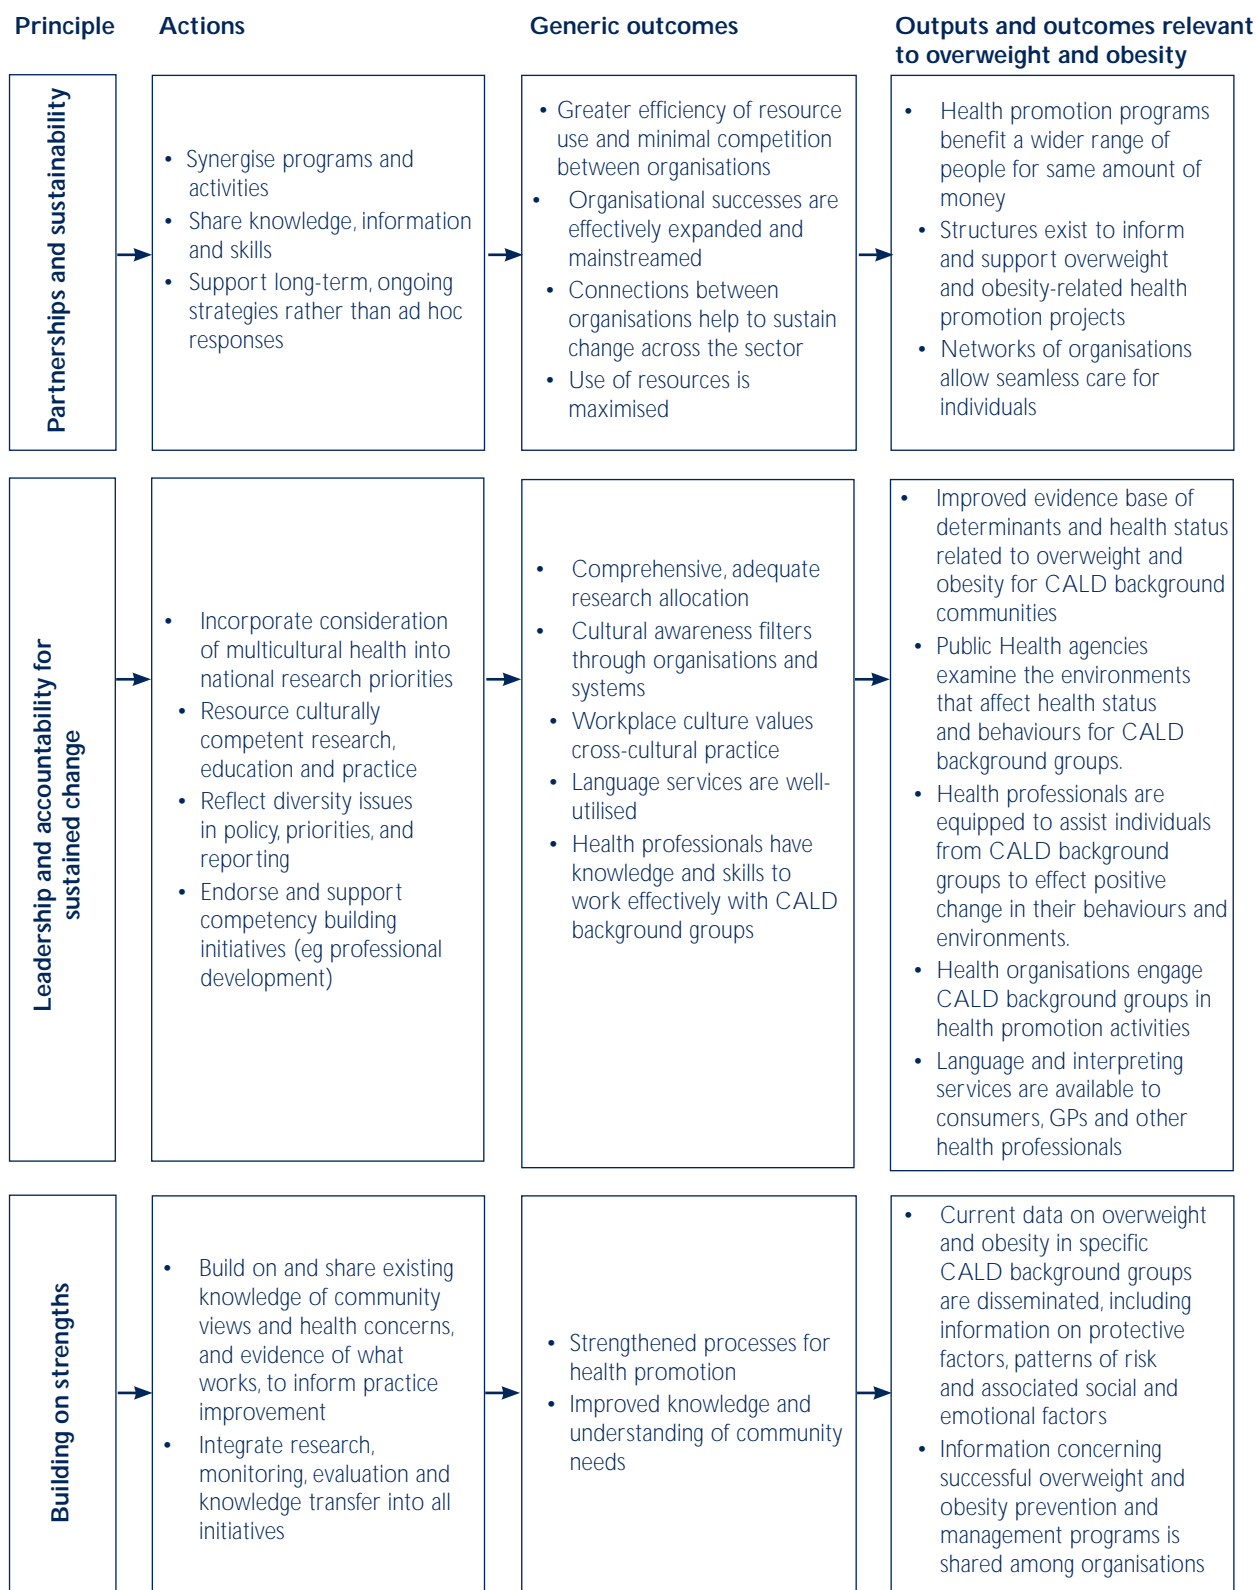 Principle
Actions
Generic outcomes
Outputs and outcomes relevant
to overweight and obesity
Partnerships and sustainability
• Synergise programs and
activities
• Share knowledge, information
and skills
• Support long-term, ongoing
strategies rather than ad hoc
responses
• Greater efficiency of resource
use and minimal competition
between organisations
• Organisational successes are
effectively expanded and
mainstreamed
• Connections between
organisations help to sustain
change across the sector
• Use of resources is
maximised
• Health promotion programs
benefit a wider range of
people for same amount of
money
• Structures exist to inform
and support overweight
and obesity-related health
promotion projects
• Networks of organisations
allow seamless care for
individuals
Leadership and accountability for
sustained change
• Incorporate consideration
of multicultural health into
national research priorities
• Resource culturally
competent research,
education and practice
• Reflect diversity issues
in policy, priorities, and
reporting
• Endorse and support
competency building
initiatives (eg professional
development)
• Comprehensive, adequate
research allocation
• Cultural awareness filters
through organisations and
systems
• Workplace culture values
cross-cultural practice
• Language services are well-
utilised
• Health professionals have
knowledge and skills to
work effectively with CALD
background groups
• Improved evidence base of
determinants and health status
related to overweight and
obesity for CALD background
communities
• Public Health agencies
examine the environments
that affect health status
and behaviours for CALD
background groups.
• Health professionals are
equipped to assist individuals
from CALD background
groups to effect positive
change in their behaviours and
environments.
• Health organisations engage
CALD background groups in
health promotion activities
• Language and interpreting
services are available to
consumers, GPs and other
health professionals
Building on strengths
• Build on and share existing
knowledge of community
views and health concerns,
and evidence of what
works, to inform practice
improvement
• Integrate research,
monitoring, evaluation and
knowledge transfer into all
initiatives
• Strengthened processes for
health promotion
• Improved knowledge and
understanding of community
needs
• Current data on overweight
and obesity in specific
CALD background groups
are disseminated, including
information on protective
factors, patterns of risk
and associated social and
emotional factors
• Information concerning
successful overweight and
obesity prevention and
management programs is
shared among organisations